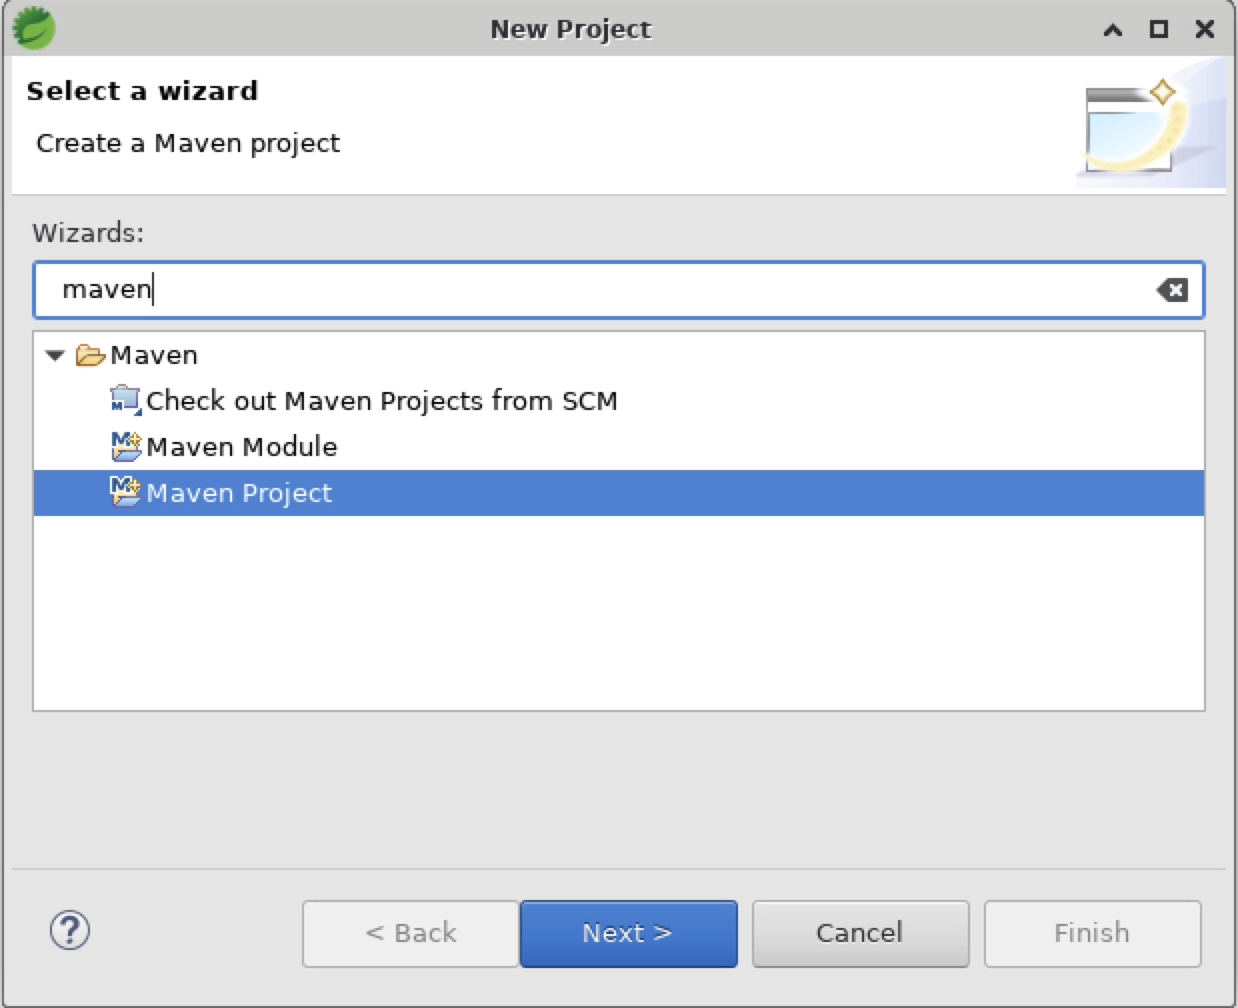 New Project
Select a wizard
Create a Maven project
Wizards:
maven
Maven
Check out Maven Projects from SCM
Maven Module
Maven Project
? < Back Next > Cancel Finish